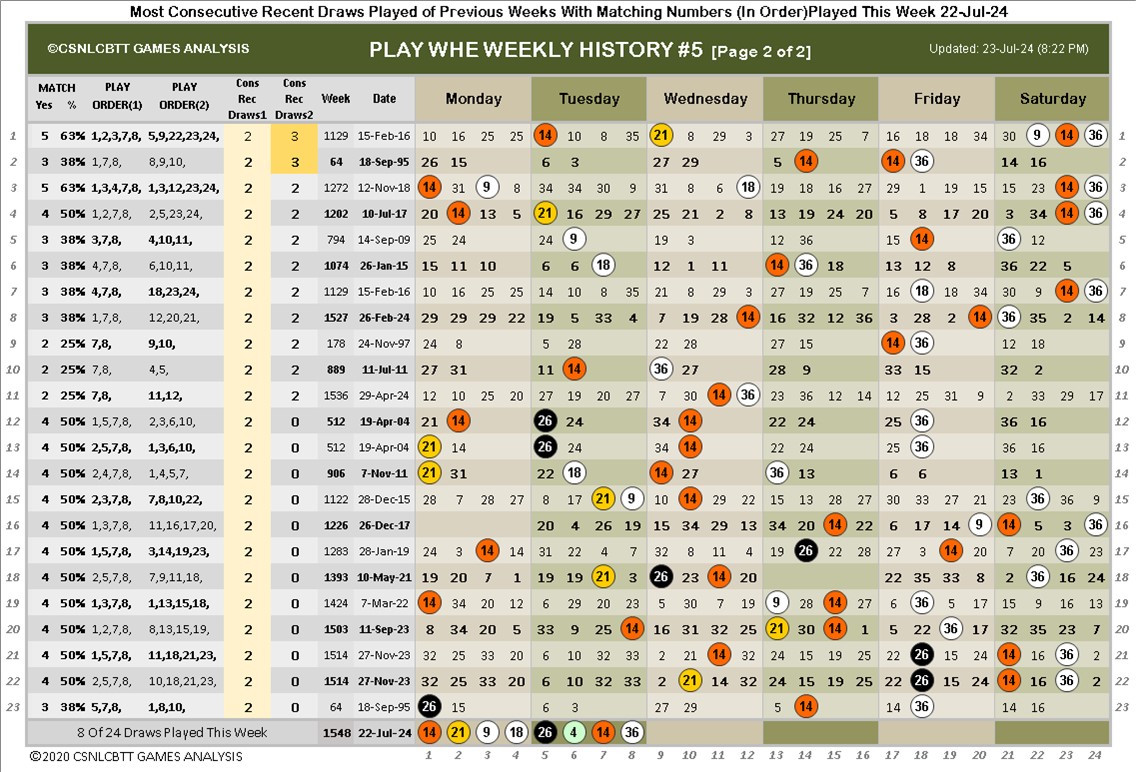 Most Consecutive Recent Draws Played of Previous Weeks With Matching Numbers (In Order)Played This Week 22-Jul-24
©CSNLCBTT GAMES ANALYSIS PLAY WHE WEEKLY HISTORY #5 [Page 2 of 2] Updated: 23-Jul-24 (8:22 PM)
MATCH Yes % PLAY ORDER(1) PLAY ORDER(2) Cons Rec Draws1 Cons Rec Draws2 Week Date Monday Tuesday Wednesday Thursday Friday Saturday
1 5 63% 1,2,3,7,8, 5,9,22,23,24, 2 3 1129 15-Feb-16 10 16 25 25 14 10 8 35 21 8 29 3 27 19 25 7 16 18 18 34 30 9 14 36 1
2 3 38% 1,7,8, 8,9,10, 2 3 64 18-Sep-95 26 15 6 3 27 29 5 14 14 36 14 16 2
3 5 63% 1,3,4,7,8, 1,3,12,23,24, 2 2 1272 12-Nov-18 14 31 9 8 34 34 30 9 31 8 6 18 19 18 16 27 29 1 19 15 15 23 14 36 3
4 4 50% 1,2,7,8, 2,5,23,24, 2 2 1202 10-Jul-17 20 14 13 5 21 16 29 27 25 21 2 8 13 19 24 20 5 8 17 20 3 34 14 36 4
5 3 38% 3,7,8, 4,10,11, 2 2 794 14-Sep-09 25 24 24 9 19 3 12 36 15 14 36 12 5
6 3 38% 4,7,8, 6,10,11, 2 2 1074 26-Jan-15 15 11 10 6 6 18 12 1 11 14 36 18 13 12 8 36 22 5 6
7 3 38% 4,7,8, 18,23,24, 2 2 1129 15-Feb-16 10 16 25 25 14 10 8 35 21 8 29 3 27 19 25 7 16 18 18 34 30 9 14 36 7
8 3 38% 1,7,8, 12,20,21, 2 2 1527 26-Feb-24 29 29 29 22 19 5 33 4 7 19 28 14 16 32 12 36 3 28 2 14 36 35 2 14 8
9 2 25% 7,8, 9,10, 2 2 178 24-Nov-97 24 8 5 28 22 28 27 15 14 36 12 18 9
10 2 25% 7,8, 4,5, 2 2 889 11-Jul-11 27 31 11 14 36 27 28 9 33 15 32 2 10
11 2 25% 7,8, 11,12, 2 2 1536 29-Apr-24 12 10 25 20 27 19 20 27 7 30 14 36 23 36 12 14 12 25 31 9 2 33 29 17 11
12 4 50% 1,5,7,8, 2,3,6,10, 2 0 512 19-Apr-04 21 14 26 24 34 14 22 24 25 36 36 16 12
13 4 50% 2,5,7,8, 1,3,6,10, 2 0 512 19-Apr-04 21 14 26 24 34 14 22 24 25 36 36 16 13
14 4 50% 2,4,7,8, 1,4,5,7, 2 0 906 7-Nov-11 21 31 22 18 14 27 36 13 6 6 13 1 14
15 4 50% 2,3,7,8, 7,8,10,22, 2 0 1122 28-Dec-15 28 7 28 27 8 17 21 9 10 14 29 22 15 13 28 27 30 33 27 21 23 36 36 9 15
16 4 50% 1,3,7,8, 11,16,17,20, 2 0 1226 26-Dec-17 20 4 26 19 15 34 29 13 34 20 14 22 6 17 14 9 14 5 3 36 16
17 4 50% 1,5,7,8, 3,14,19,23, 2 0 1283 28-Jan-19 24 3 14 14 31 22 4 7 32 8 11 4 19 26 22 28 27 3 14 20 7 20 36 23 17
18 4 50% 2,5,7,8, 7,9,11,18, 2 0 1393 10-May-21 19 20 7 1 19 19 21 3 26 23 14 20 22 35 33 8 2 36 16 24 18
19 4 50% 1,3,7,8, 1,13,15,18, 2 0 1424 7-Mar-22 14 34 20 12 6 29 20 23 5 30 7 19 9 28 14 27 6 36 5 17 15 9 16 16 19
20 4 50% 1,2,7,8, 8,13,15,19, 2 0 1503 11-Sep-23 8 34 20 5 33 9 25 14 16 31 32 25 21 30 14 1 5 22 36 17 32 35 23 7 20
21 4 50% 1,5,7,8, 11,18,21,23, 2 0 1514 27-Nov-23 32 25 33 20 6 10 32 33 2 21 14 32 24 15 19 25 22 26 15 24 14 16 36 2 21
22 4 50% 2,5,7,8, 10,18,21,23, 2 0 1514 27-Nov-23 32 25 33 20 6 10 32 33 2 21 14 32 24 15 19 25 22 26 15 24 14 16 36 2 22
23 3 38% 5,7,8, 1,8,10, 2 0 64 18-Sep-95 26 15 6 3 27 29 5 14 14 36 14 16 23
8 Of 24 Draws Played This Week 1548 22-Jul-24 14 21 9 18 26 4 14 36
©2020 CSNLCBTT GAMES ANALYSIS 1 2 3 4 5 6 7 8 9 10 11 12 13 14 15 16 17 18 19 20 21 22 23 24